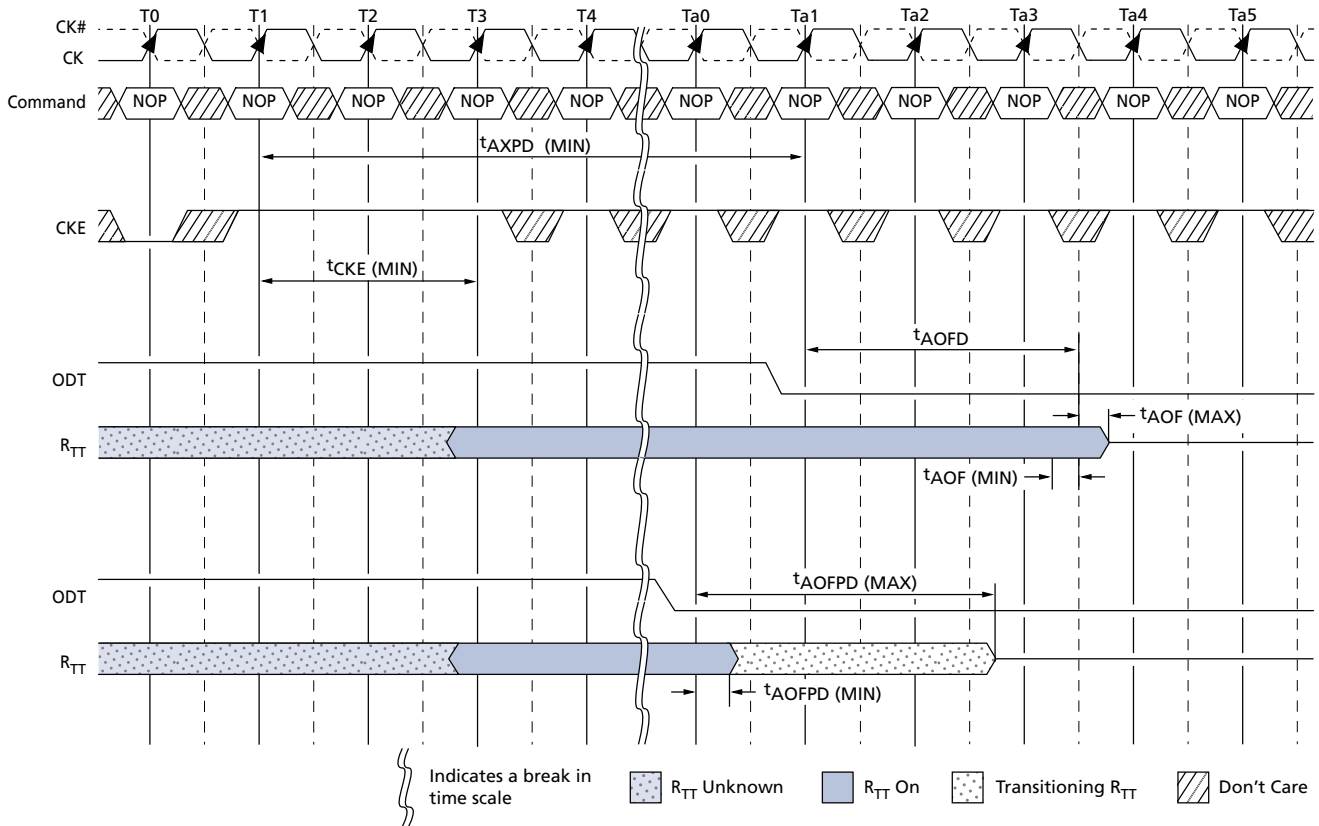 T0 T1 T2 T3 T4 Ta0 Ta1 Ta2 Ta3 Ta4 Ta5
CK#
CK
Command NOP NOP NOP NOP NOP NOP NOP NOP NOP NOP NOP
tAXPD (MIN)
CKE
tCKE (MIN)
tAOFD
ODT
tAOF (MAX)
RTT
tAOF (MIN)
tAOFPD (MAX)
ODT
RTT
tAOFPD (MIN)
Indicates a break in
time scale
RTT Unknown
RTT On
Transitioning RTT
Don't Care